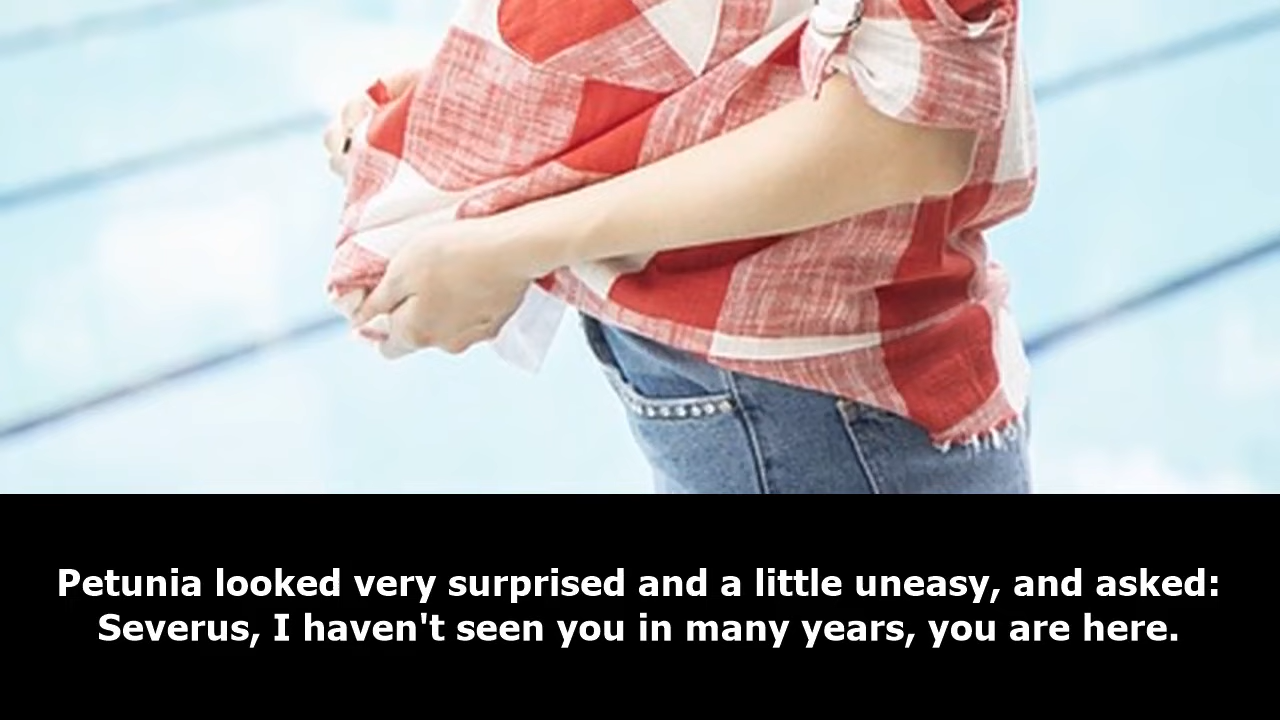 Petunia looked very surprised and a little uneasy, and asked:
Severus, I haven't seen you in many years, you are here.